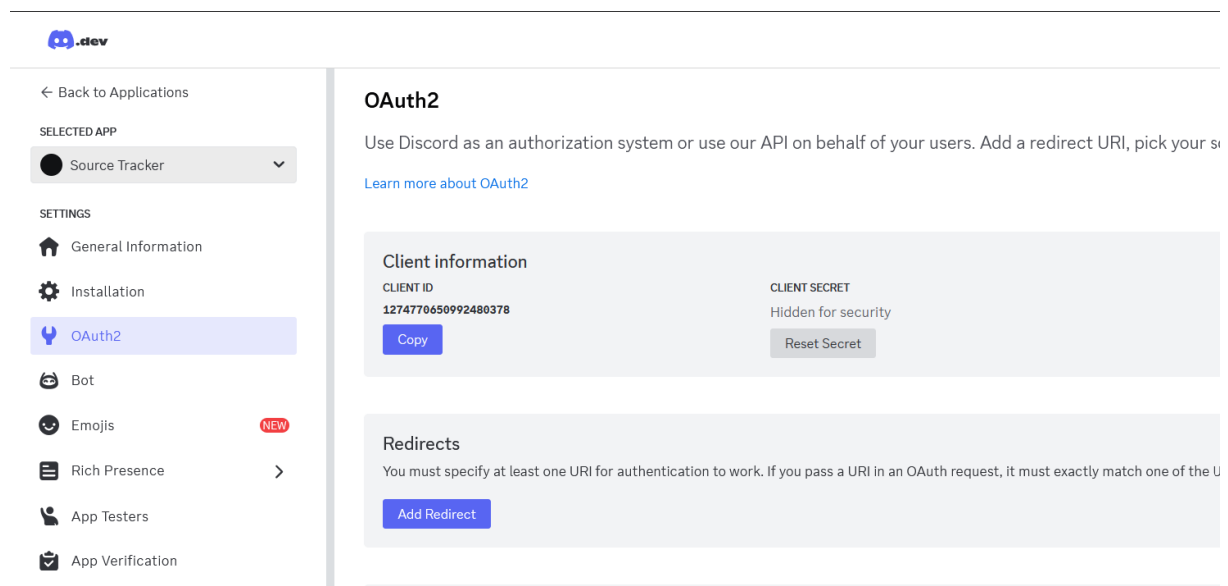 .dev
Back to Applications
SELECTED APP
Source Tracker
SETTINGS
General Information
Installation
OAuth2
Bot
Emojis
NEW
Rich Presence
App Testers
App Verification
OAuth2
Use Discord as an authorization system or use our API on behalf of your users. Add a redirect URI, pick your
Learn more about OAuth2
Client information
CLIENT ID
1274770650992480378
Copy
CLIENT SECRET
Hidden for security
Reset Secret
Redirects
You must specify at least one URI for authentication to work. If you pass a URI in an OAuth request, it must exactly match one of the
Add Redirect